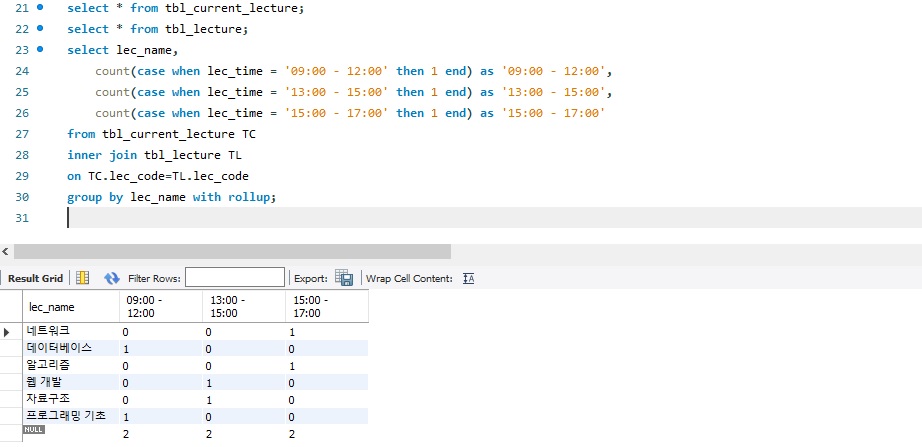 21 select * from tbl_current_lecture;
22 select * from tbl_lecture;
23 select lec_name,
24 count(case when lec_time = '09:00 - 12:00' then 1 end) as '09:00 - 12:00',
25 count(case when lec_time = '13:00 - 15:00' then 1 end) as '13:00 - 15:00',
26 count(case when lec_time = '15:00 - 17:00' then 1 end) as '15:00 - 17:00'
27 from tbl_current_lecture TC
28 inner join tbl_lecture TL
29 on TC.lec_code=TL.lec_code
30 group by lec_name with rollup;
31
Result Grid Filter Rows: Export: Wrap Cell Content: IA
lec_name 09:00 - 12:00 13:00 - 15:00 15:00 - 17:00
네트워크 0 0 1
데이터베이스 1 0 0
알고리즘 0 0 1
웹 개발 0 1 0
자료구조 0 1 0
프로그래밍 기초 1 0 0
NULL 2 2 2